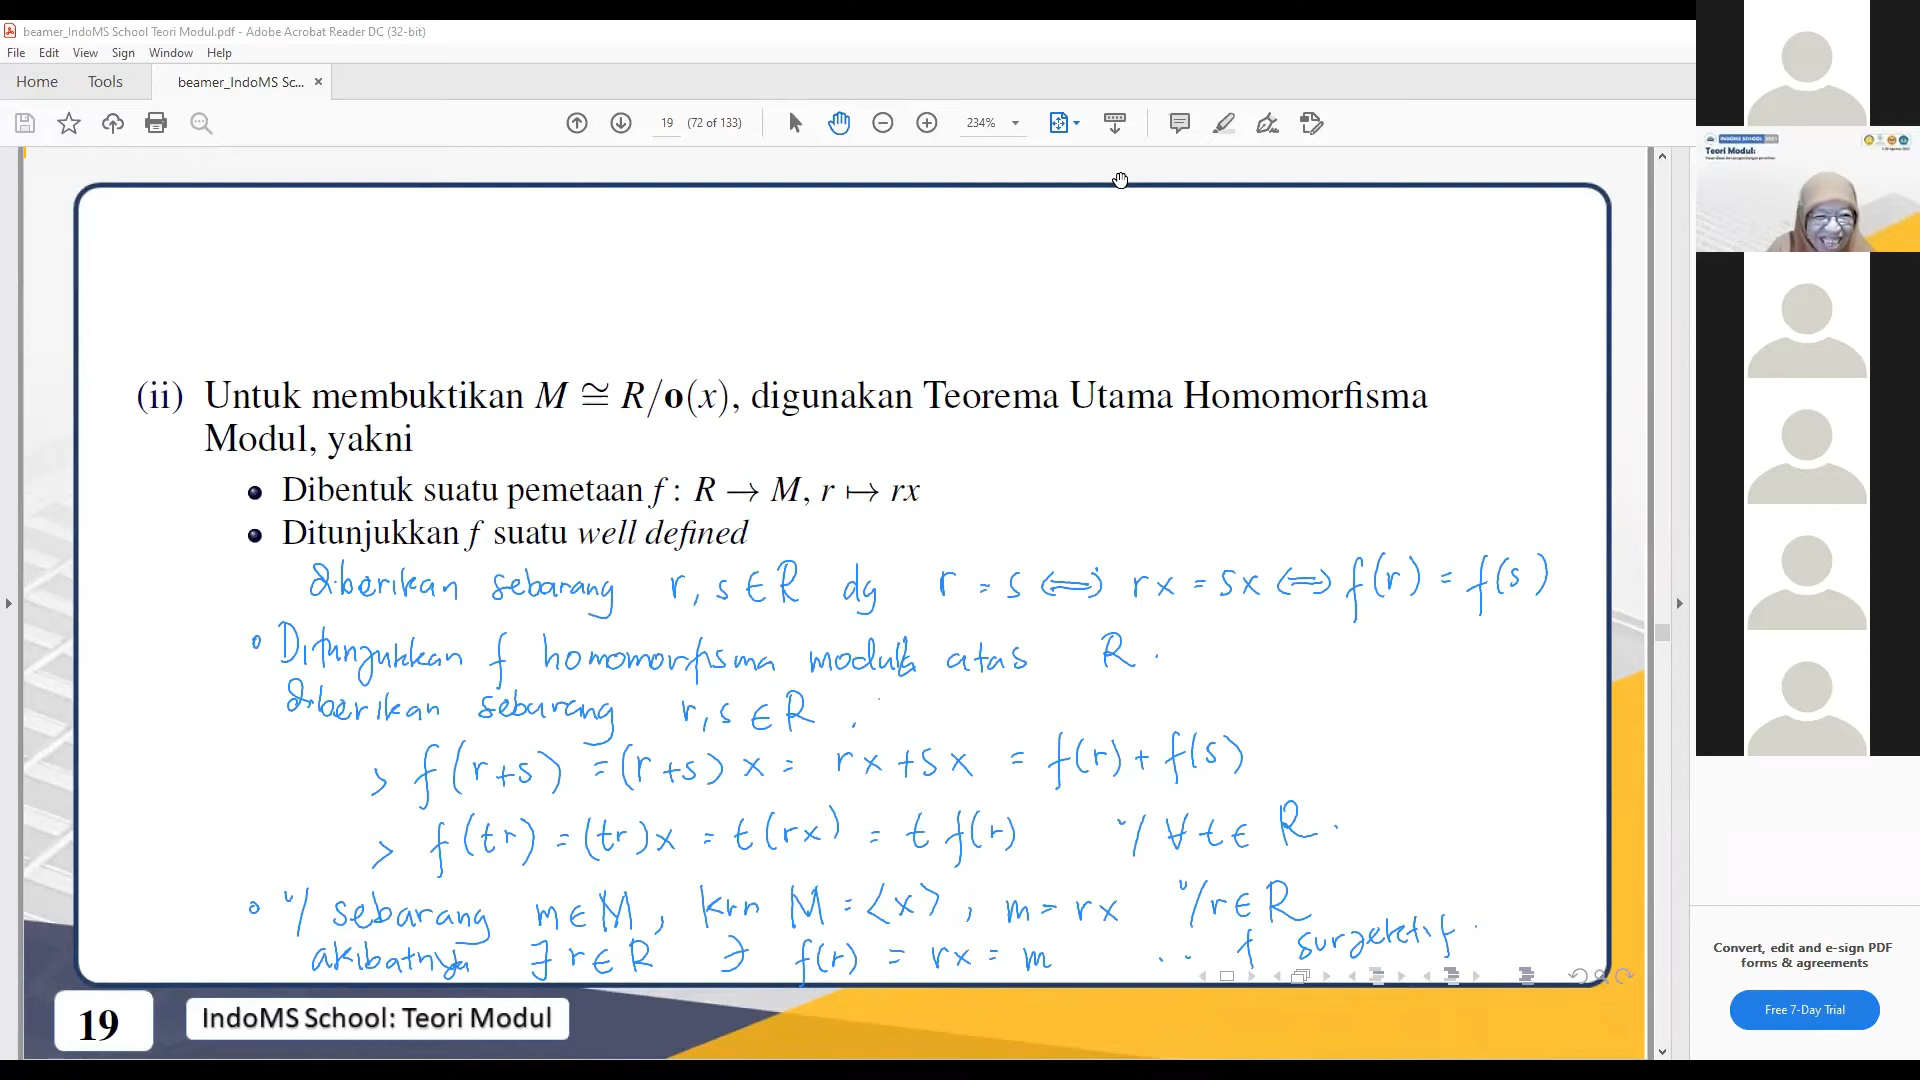 beamer_IndoMS School Teori Modul.pdf - Adobe Acrobat Reader DC (32-bit)
File Edit View Sign Window Help
Home Tools beamer_IndoMS Sc... ×
19 (72 of 133) 234%
INDOMS SCHOOL
Teori Modul:
(ii) Untuk membuktikan M ≅ R/o(x), digunakan Teorema Utama Homomorfisma
Modul, yakni
• Dibentuk suatu pemetaan f : R → M, r ↦ rx
• Ditunjukkan f suatu well defined
diberikan sebarang r, s ∈ R dg r = s ⟺ rx = sx ⟺ f(r) = f(s)
• Ditunjukkan f homomorfisma modul atas R.
diberikan sebarang r, s ∈ R.
> f(r+s) = (r+s) x = rx + sx = f(r) + f(s)
> f(tr) = (tr)x = t(rx) = t f(r) u/ ∀ t ∈ R.
• u/ sebarang m ∈ M, krn M = <x>, m = rx u/ r ∈ R
akibatnya ∃ r ∈ R ∋ f(r) = rx = m ∴ f surjektif.
19 IndoMS School: Teori Modul
Convert, edit and e-sign PDF
forms & agreements
Free 7-Day Trial